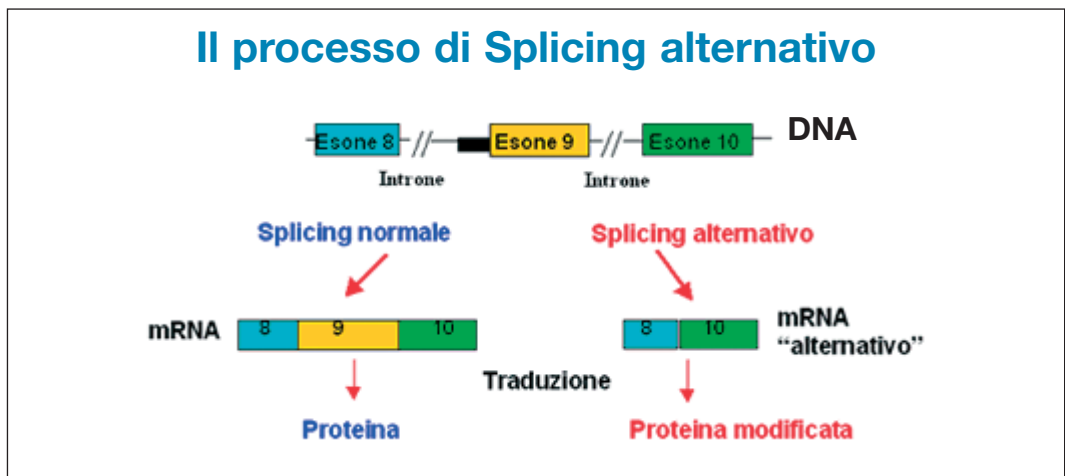 Il processo di Splicing alternativo
Esone 8 Esone 9 Esone 10 DNA
Introne Introne
Splicing normale Splicing alternativo
mRNA 8 9 10 8 10 mRNA
"alternativo"
Traduzione
Proteina Proteina modificata